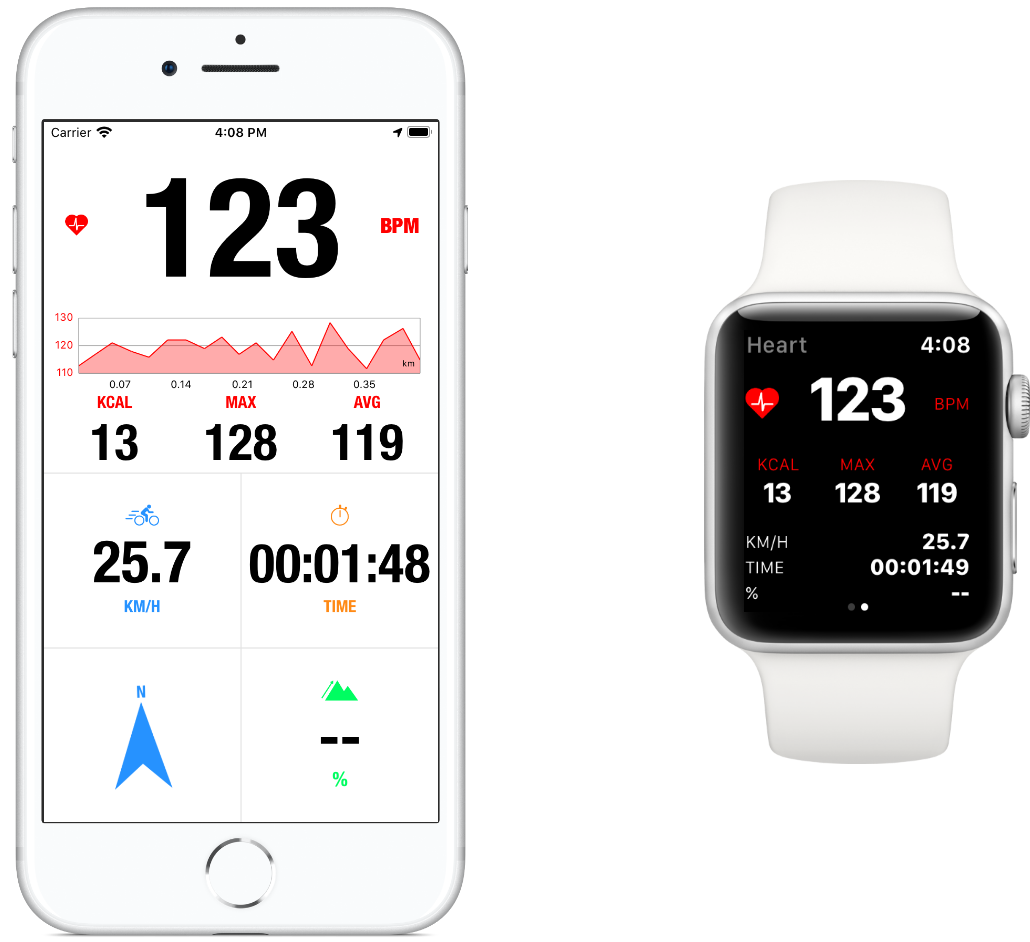 Carrier 4:08 PM
123 BPM
130
120
110
km
0.07 0.14 0.21 0.28 0.35
KCAL MAX AVG
13 128 119
25.7 00:01:48
KM/H TIME
N
--
%
Heart 4:08
123 BPM
KCAL MAX AVG
13 128 119
KM/H 25.7
TIME 00:01:49
% --